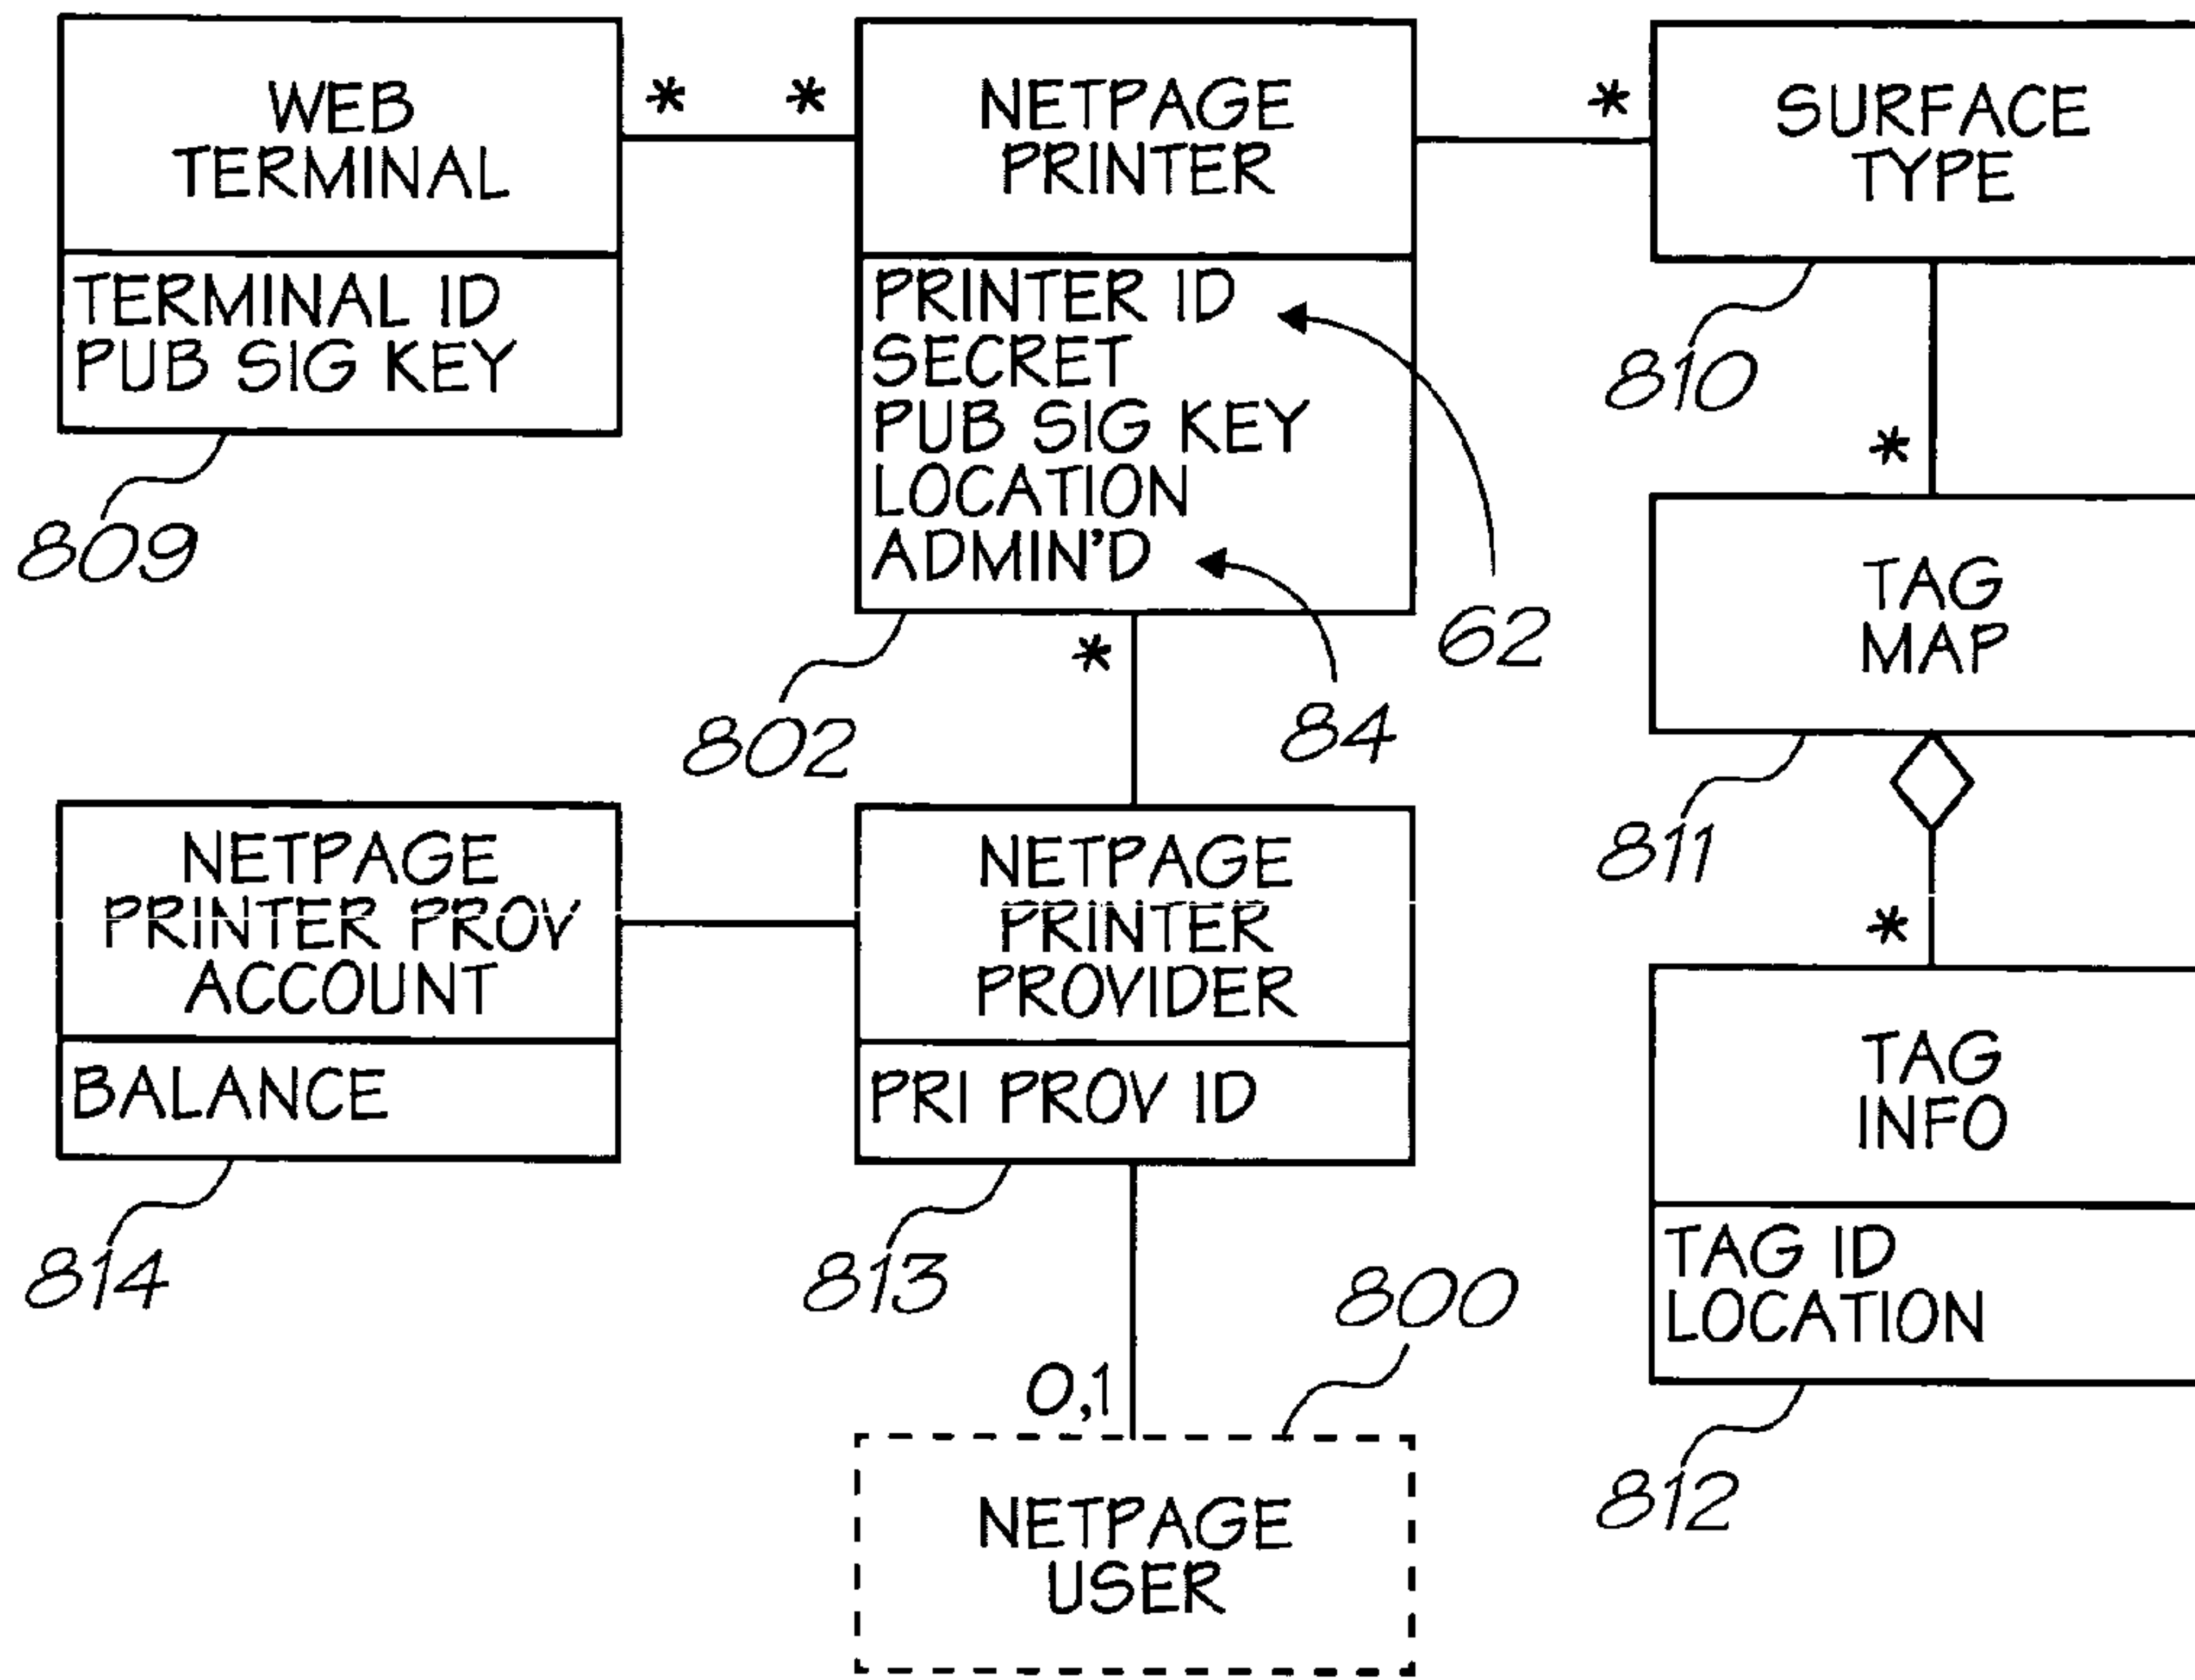 WEB
TERMINAL
TERMINAL ID
PUB SIG KEY
809
*
*
NETPAGE
PRINTER
PRINTER ID
SECRET
PUB SIG KEY
LOCATION
ADMIN'D
62
84
802
*
*
SURFACE
TYPE
810
*
TAG
MAP
811
*
TAG
INFO
TAG ID
LOCATION
812
NETPAGE
PRINTER PROV
ACCOUNT
BALANCE
814
NETPAGE
PRINTER
PROVIDER
PRI PROV ID
813
0,1
800
NETPAGE
USER